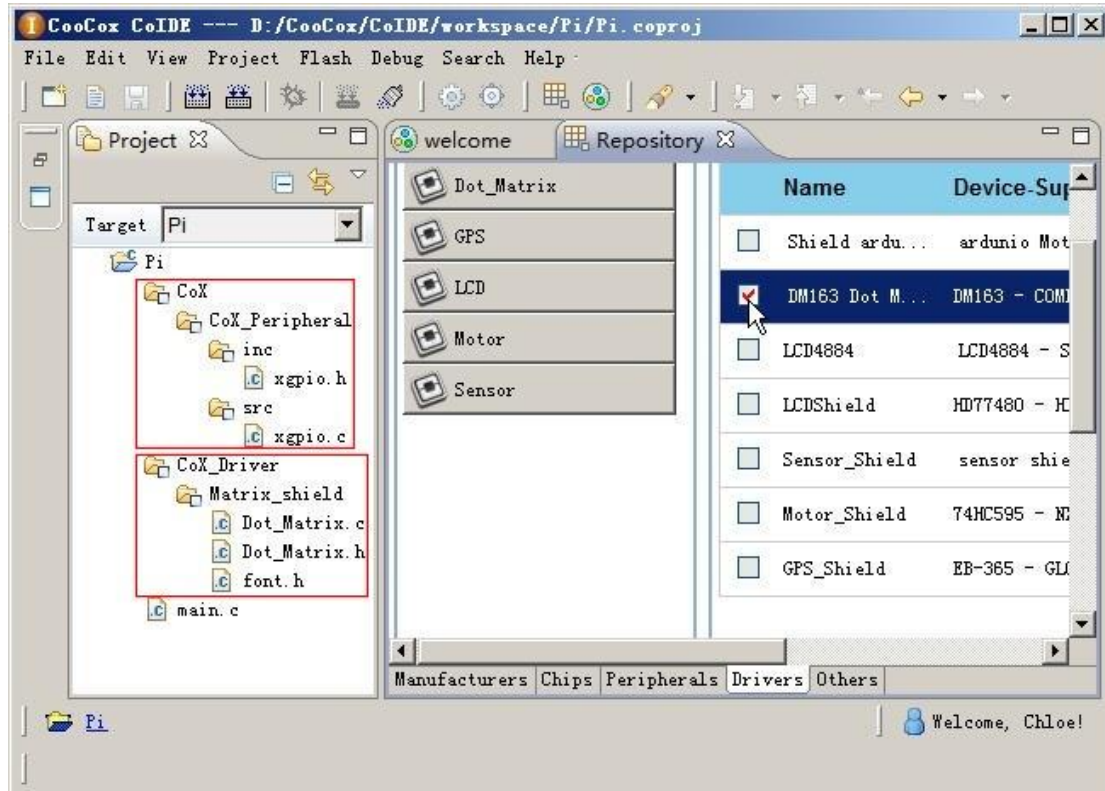 CooCox CoIDE --- D:/CooCox/CoIDE/workspace/Pi/Pi.coproj
File Edit View Project Flash Debug Search Help
Project
Target Pi
Pi
CoX
CoX_Peripheral
inc
xgpio.h
src
xgpio.c
CoX_Driver
Matrix_shield
Dot_Matrix.c
Dot_Matrix.h
font.h
main.c
welcome Repository
Dot_Matrix
GPS
LCD
Motor
Sensor
Name Device-Sup
Shield ardu... ardunio Mot
DM163 Dot M... DM163 - COM
LCD4884 LCD4884 - S
LCDShield HD77480 - H
Sensor_Shield sensor shie
Motor_Shield 74HC595 - N
GPS_Shield EB-365 - GL
Manufacturers Chips Peripherals Drivers Others
Pi Welcome, Chloe!